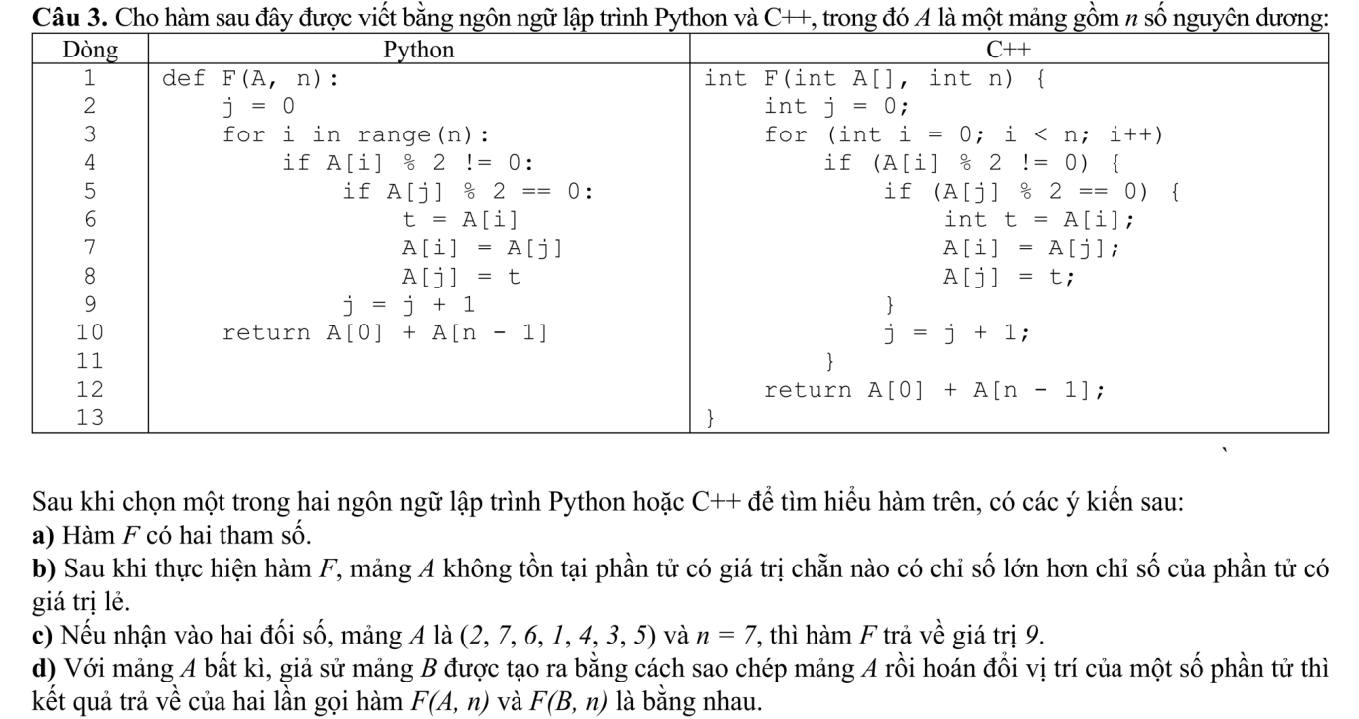 Câu 3. Cho hàm sau đây được viết bằng ngôn ngữ lập trình Python và C++, trong đó A là một mảng gồm n số nguyên dương:
Dòng Python C++
1 def F(A, n): int F(int A[], int n) {
2 j = 0 int j = 0;
3 for i in range(n): for (int i = 0; i < n; i++)
4 if A[i] % 2 != 0: if (A[i] % 2 != 0) {
5 if A[j] % 2 == 0: if (A[j] % 2 == 0) {
6 t = A[i] int t = A[i];
7 A[i] = A[j] A[i] = A[j];
8 A[j] = t A[j] = t;
9 j = j + 1 }
10 return A[0] + A[n - 1] j = j + 1;
11 }
12 return A[0] + A[n - 1];
13 }
Sau khi chọn một trong hai ngôn ngữ lập trình Python hoặc C++ để tìm hiểu hàm trên, có các ý kiến sau:
a) Hàm F có hai tham số.
b) Sau khi thực hiện hàm F, mảng A không tồn tại phần tử có giá trị chẵn nào có chỉ số lớn hơn chỉ số của phần tử có
giá trị lẻ.
c) Nếu nhận vào hai đối số, mảng A là (2, 7, 6, 1, 4, 3, 5) và n = 7, thì hàm F trả về giá trị 9.
d) Với mảng A bất kì, giả sử mảng B được tạo ra bằng cách sao chép mảng A rồi hoán đổi vị trí của một số phần tử thì
kết quả trả về của hai lần gọi hàm F(A, n) và F(B, n) là bằng nhau.